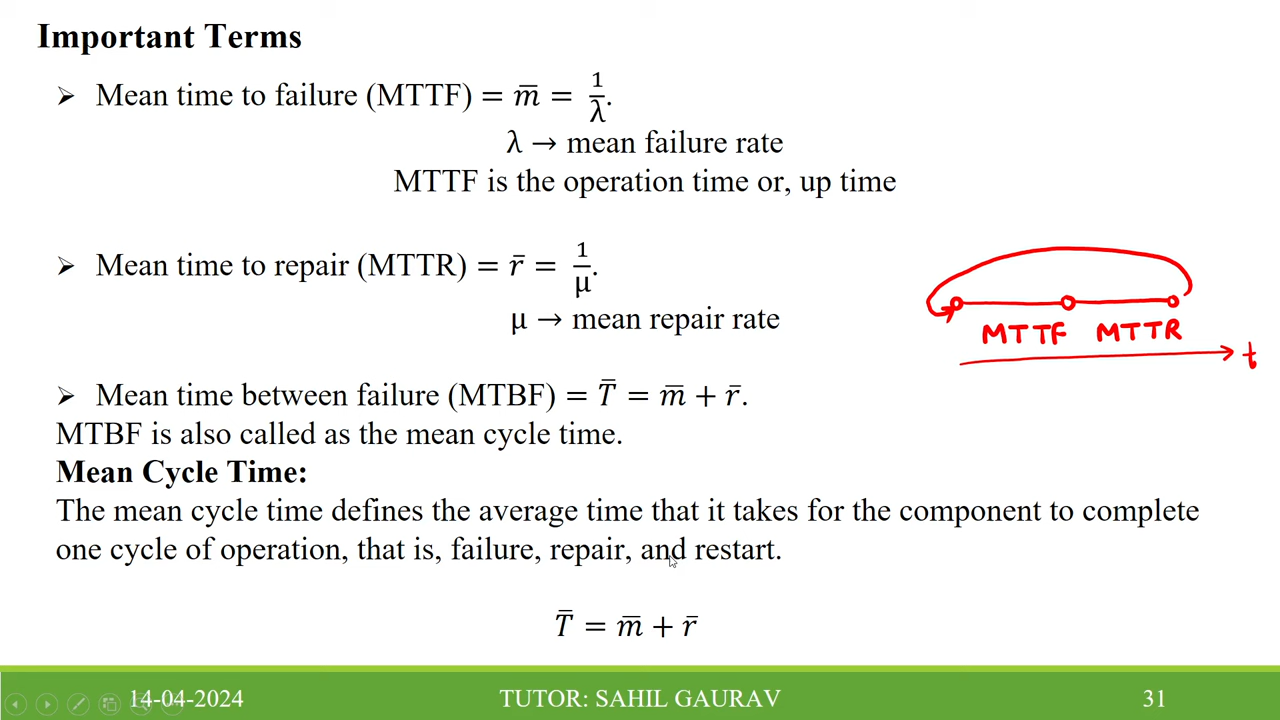 Important Terms
➢ Mean time to failure (MTTF) = m̅ = 1/λ.
λ → mean failure rate
MTTF is the operation time or, up time
➢ Mean time to repair (MTTR) = r̅ = 1/μ.
μ → mean repair rate
MTTF MTTR
t
➢ Mean time between failure (MTBF) = T̅ = m̅ + r̅.
MTBF is also called as the mean cycle time.
Mean Cycle Time:
The mean cycle time defines the average time that it takes for the component to complete
one cycle of operation, that is, failure, repair, and restart.
T̅ = m̅ + r̅
14-04-2024 TUTOR: SAHIL GAURAV 31